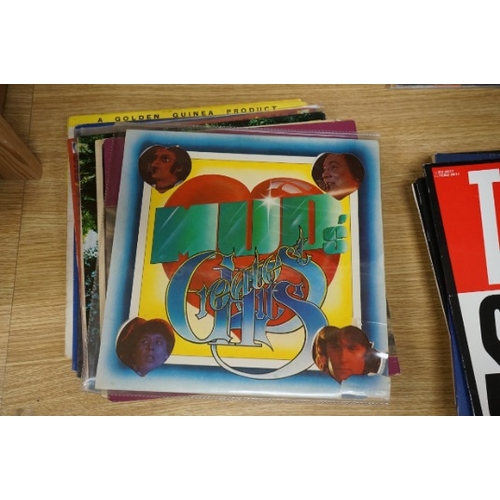 A GOLDEN GUINEA PRODUCT
MUD's
Greatest
Hits
T
S